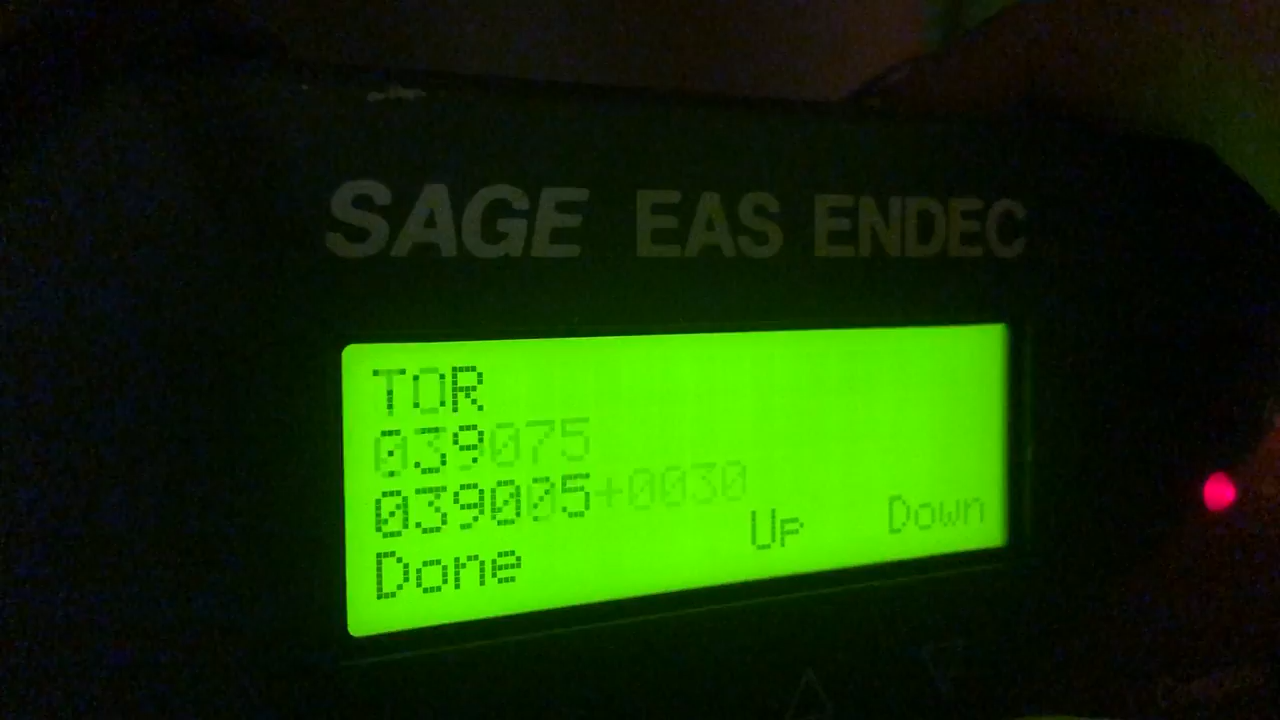 SAGE EAS ENDEC
TOR
039075
039005+0030
Done Up Down